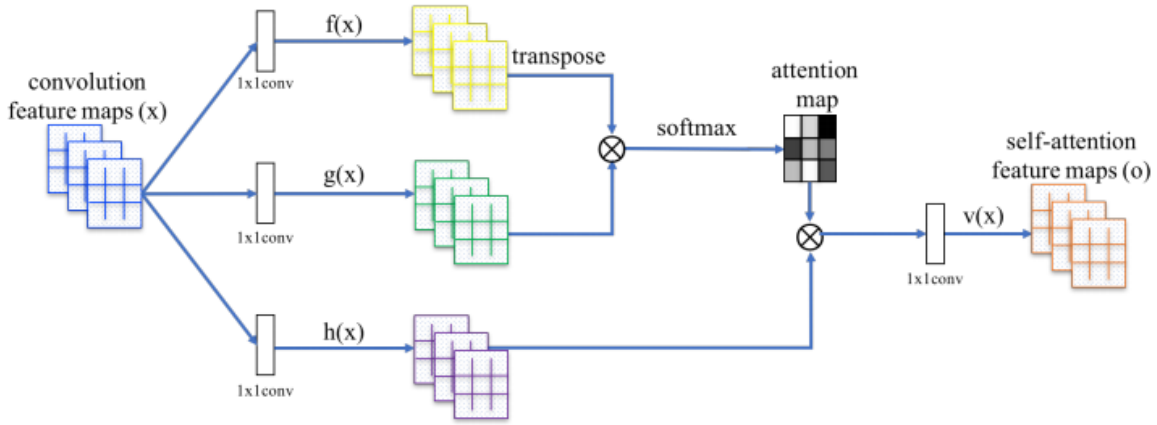 convolution
feature maps (x)
f(x)
1x1conv
transpose
g(x)
1x1conv
h(x)
1x1conv
softmax
attention
map
v(x)
1x1conv
self-attention
feature maps (o)